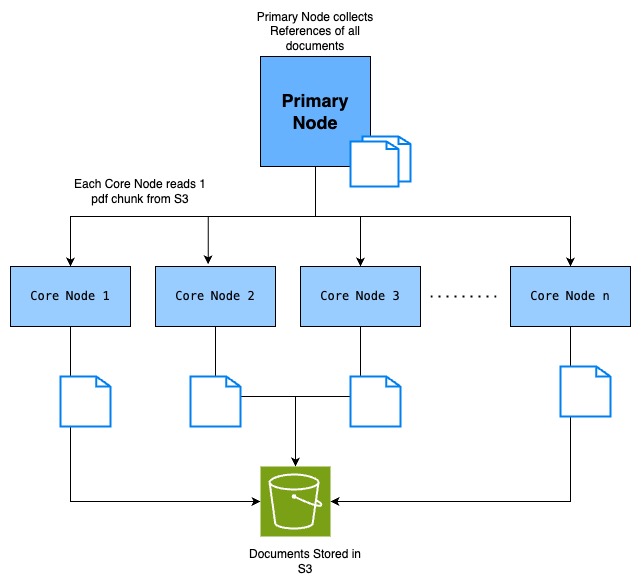 Primary Node collects
References of all
documents
Primary
Node
Each Core Node reads 1
pdf chunk from S3
Core Node 1
Core Node 2
Core Node 3
.........
Core Node n
Documents Stored in
S3